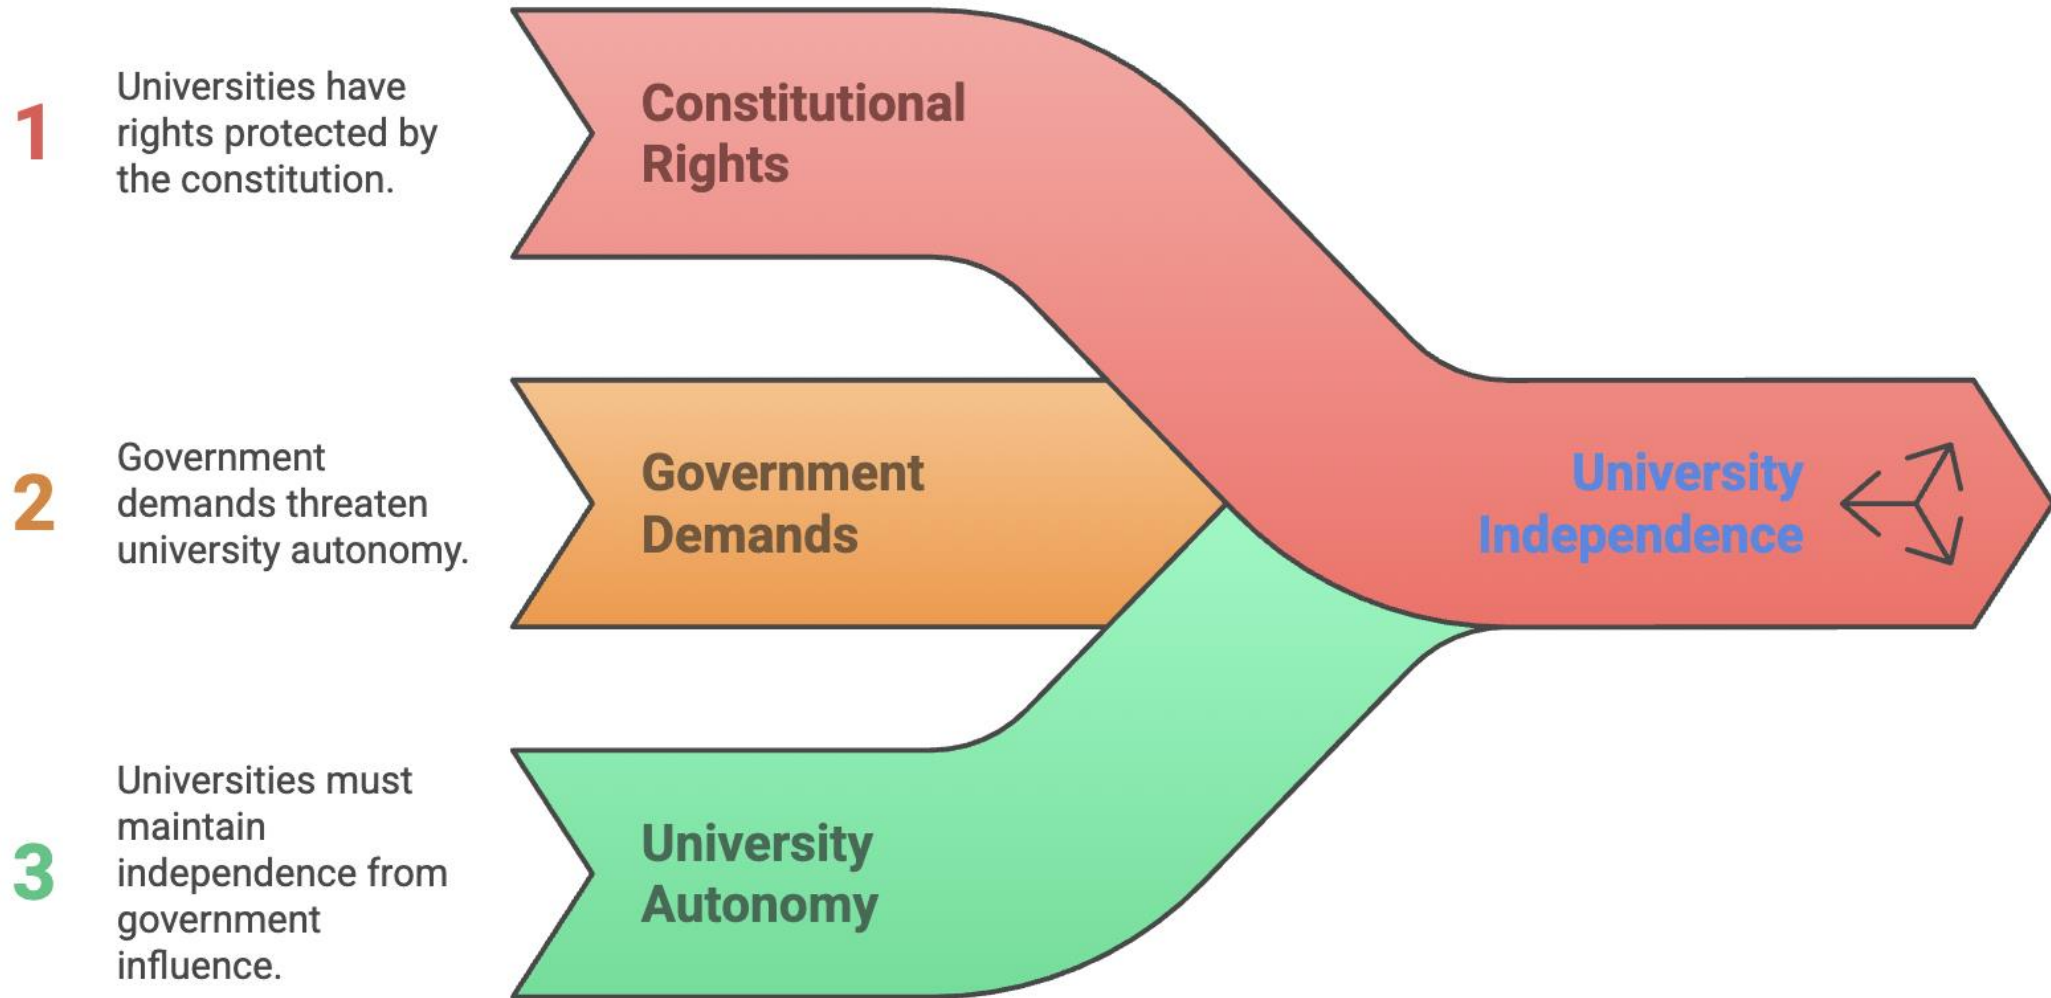 1
Universities have
rights protected by
the constitution.
Constitutional
Rights
2
Government
demands threaten
university autonomy.
Government
Demands
University
Independence
3
Universities must
maintain
independence from
government
influence.
University
Autonomy